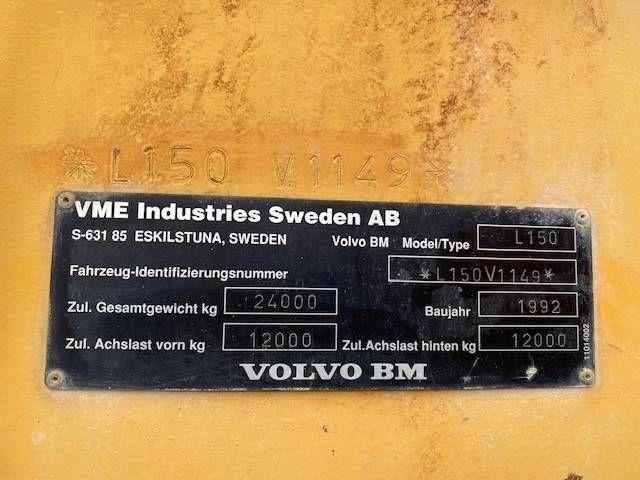 *L150 V1149*
VME Industries Sweden AB
S-631 85 ESKILSTUNA, SWEDEN Volvo BM Model/Type L150
Fahrzeug-Identifizierungsnummer *L150V1149*
Zul. Gesamtgewicht kg 24000 Baujahr 1992
Zul. Achslast vorn kg 12000 Zul.Achslast hinten kg 12000
VOLVO BM
11014002